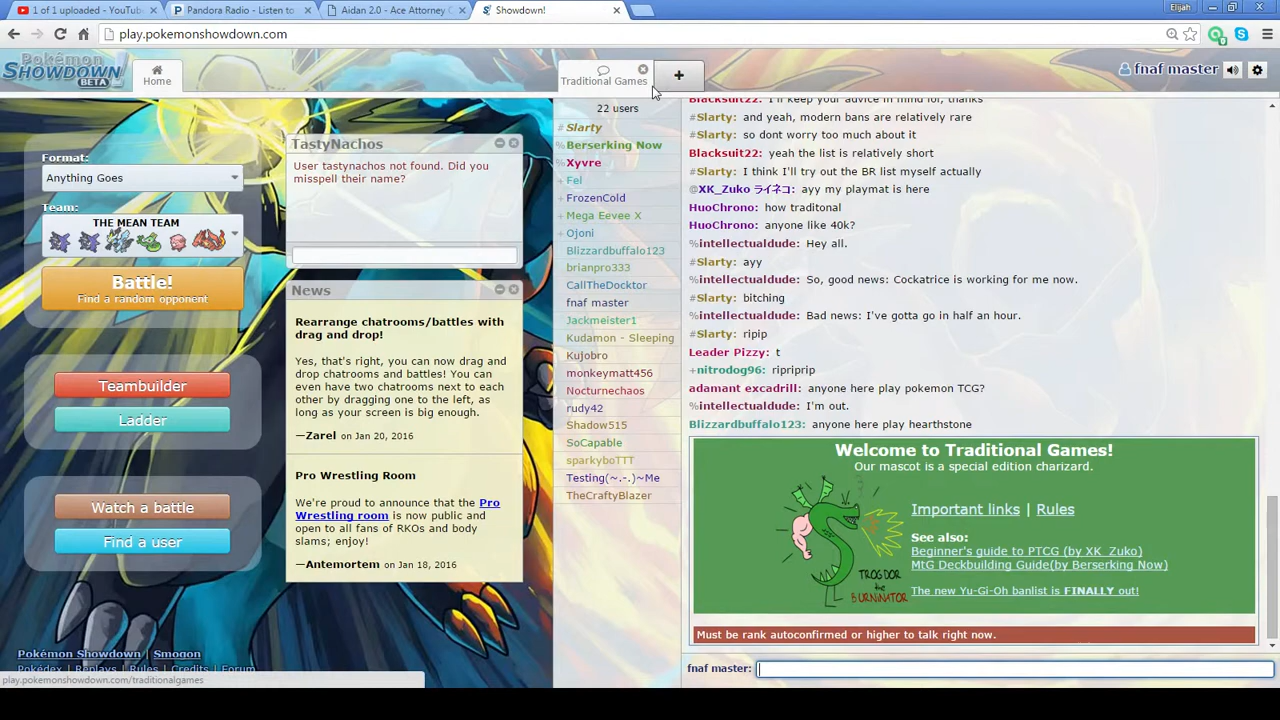 1 of 1 uploaded - YouTube
Pandora Radio - Listen to
Aidan 2.0 - Ace Attorney C
Showdown!
Elijah
play.pokemonshowdown.com
Pokémon
SHOWDOWN
BETA
Home
Traditional Games
+
fnaf master
Format:
Anything Goes
Team:
THE MEAN TEAM
Battle!
Find a random opponent
Teambuilder
Ladder
Watch a battle
Find a user
Pokémon Showdown | Smogon
Pokédex | Replays | Rules | Credits | Forum
play.pokemonshowdown.com/traditionalgames
TastyNachos
User tastynachos not found. Did you
misspell their name?
News
Rearrange chatrooms/battles with
drag and drop!
Yes, that's right, you can now drag and
drop chatrooms and battles! You can
even have two chatrooms next to each
other by dragging one to the left, as
long as your screen is big enough.
—Zarel on Jan 20, 2016
Pro Wrestling Room
We're proud to announce that the Pro
Wrestling room is now public and
open to all fans of RKOs and body
slams; enjoy!
—Antemortem on Jan 18, 2016
22 users
#Slarty
%Berserking Now
%Xyvre
+Fel
+FrozenCold
+Mega Eevee X
+Ojoni
Blizzardbuffalo123
brianpro333
CallTheDocktor
fnaf master
Jackmeister1
Kudamon - Sleeping
Kujobro
monkeymatt456
Nocturnechaos
rudy42
Shadow515
SoCapable
sparkyboTTT
Testing(~.-.)~Me
TheCraftyBlazer
Blacksuit22: I'll keep your advice in mind for, thanks
#Slarty: and yeah, modern bans are relatively rare
#Slarty: so dont worry too much about it
Blacksuit22: yeah the list is relatively short
#Slarty: I think I'll try out the BR list myself actually
@XK_Zuko ライネコ: ayy my playmat is here
HuoChrono: how traditonal
HuoChrono: anyone like 40k?
%intellectualdude: Hey all.
#Slarty: ayy
%intellectualdude: So, good news: Cockatrice is working for me now.
#Slarty: bitching
%intellectualdude: Bad news: I've gotta go in half an hour.
#Slarty: ripip
Leader Pizzy: t
+nitrodog96: ripriprip
adamant excadrill: anyone here play pokemon TCG?
%intellectualdude: I'm out.
Blizzardbuffalo123: anyone here play hearthstone
Welcome to Traditional Games!
Our mascot is a special edition charizard.
Important links | Rules
See also:
Beginner's guide to PTCG (by XK_Zuko)
MtG Deckbuilding Guide(by Berserking Now)
The new Yu-Gi-Oh banlist is FINALLY out!
TROGDOR
the
BURNINATOR
Must be rank autoconfirmed or higher to talk right now.
fnaf master: